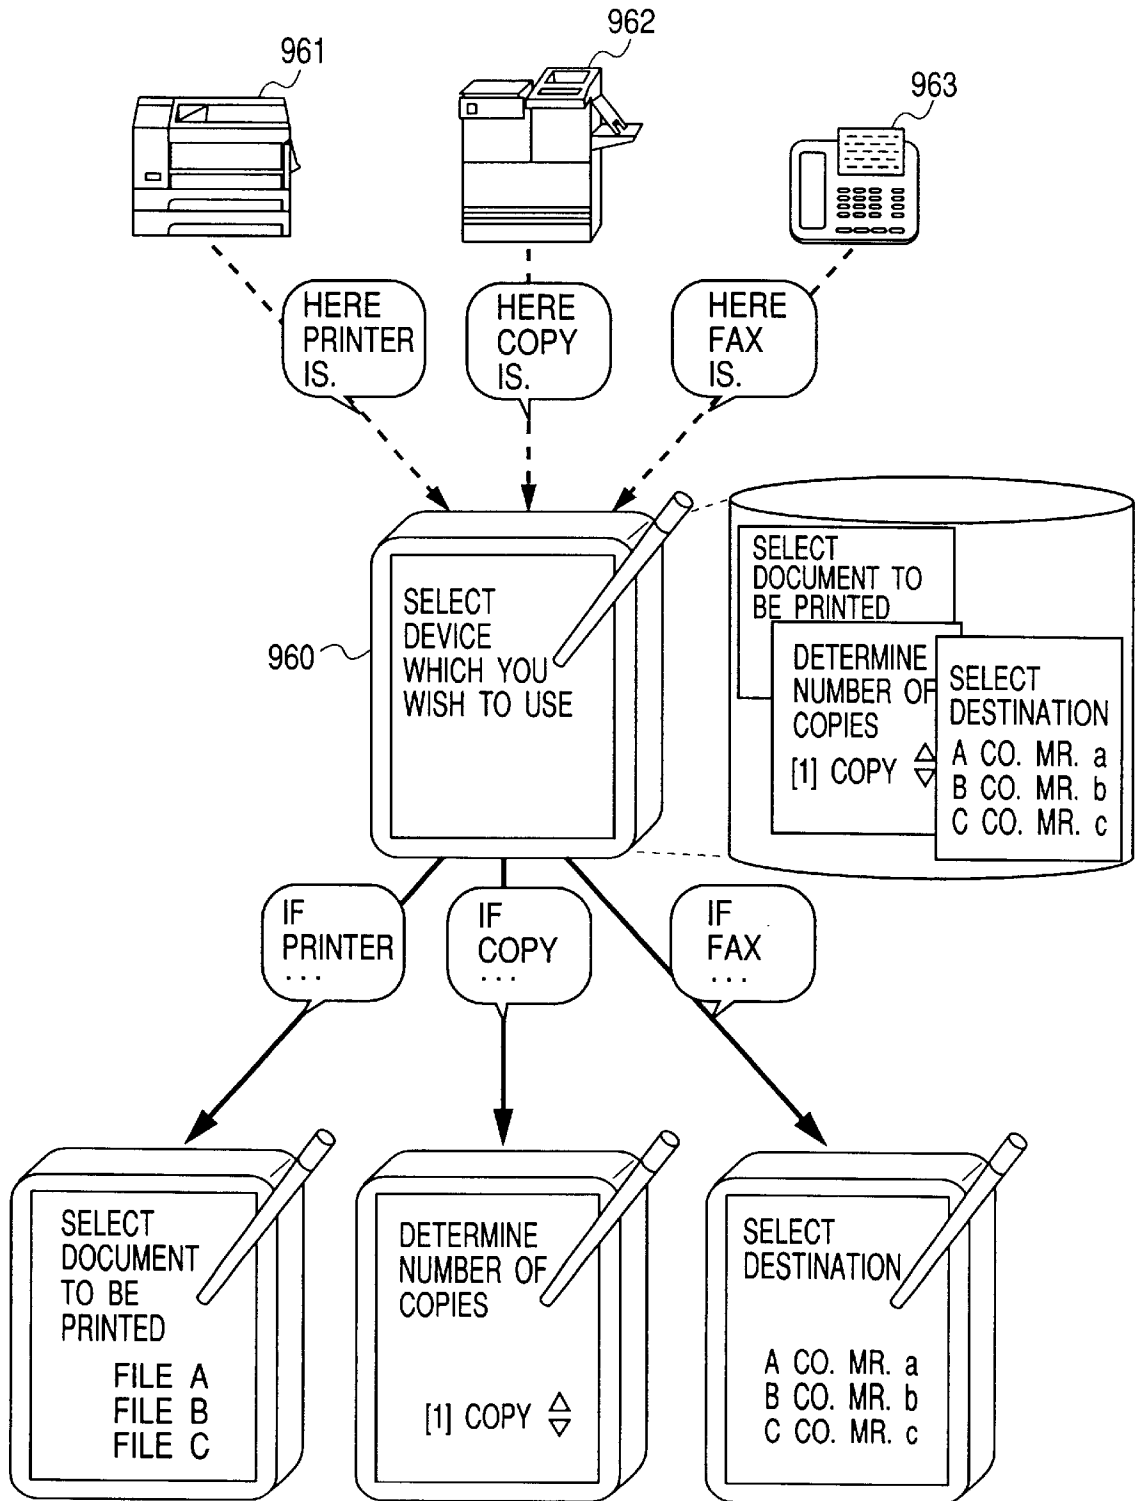 961
962
963
HERE
PRINTER
IS.
HERE
COPY
IS.
HERE
FAX
IS.
960
SELECT
DEVICE
WHICH YOU
WISH TO USE
SELECT
DOCUMENT TO
BE PRINTED
DETERMINE
NUMBER OF
COPIES
[1] COPY
SELECT
DESTINATION
A CO. MR. a
B CO. MR. b
C CO. MR. c
IF
PRINTER
...
IF
COPY
...
IF
FAX
...
SELECT
DOCUMENT
TO BE
PRINTED
FILE A
FILE B
FILE C
DETERMINE
NUMBER OF
COPIES
[1] COPY
SELECT
DESTINATION
A CO. MR. a
B CO. MR. b
C CO. MR. c